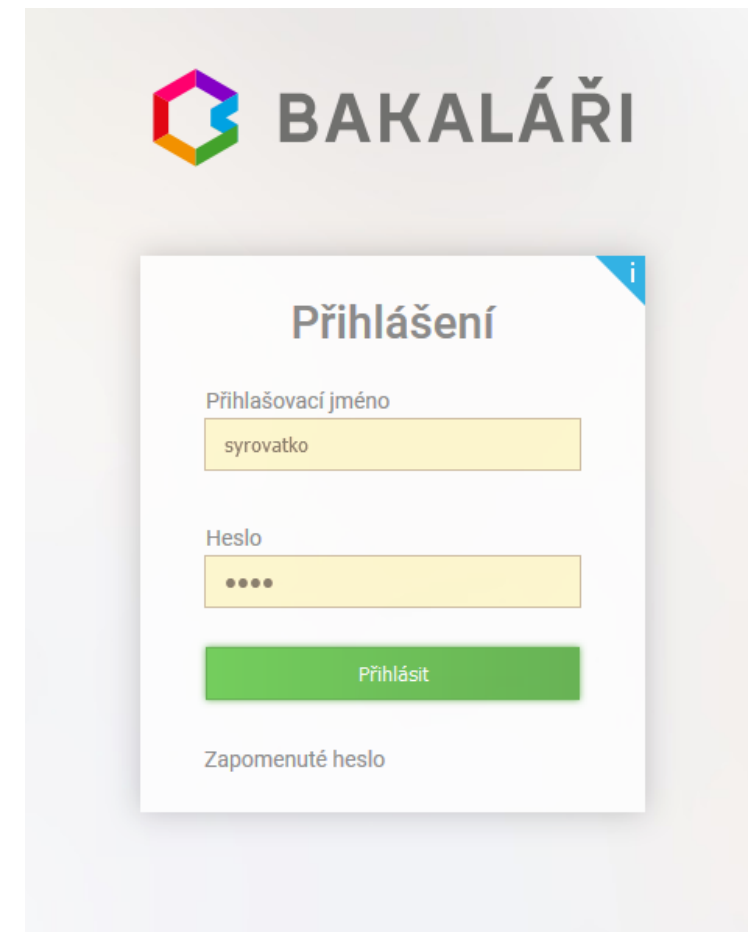 BAKALÁŘI
i
Přihlášení
Přihlašovací jméno
syrovatko
Heslo
••••
Přihlásit
Zapomenuté heslo